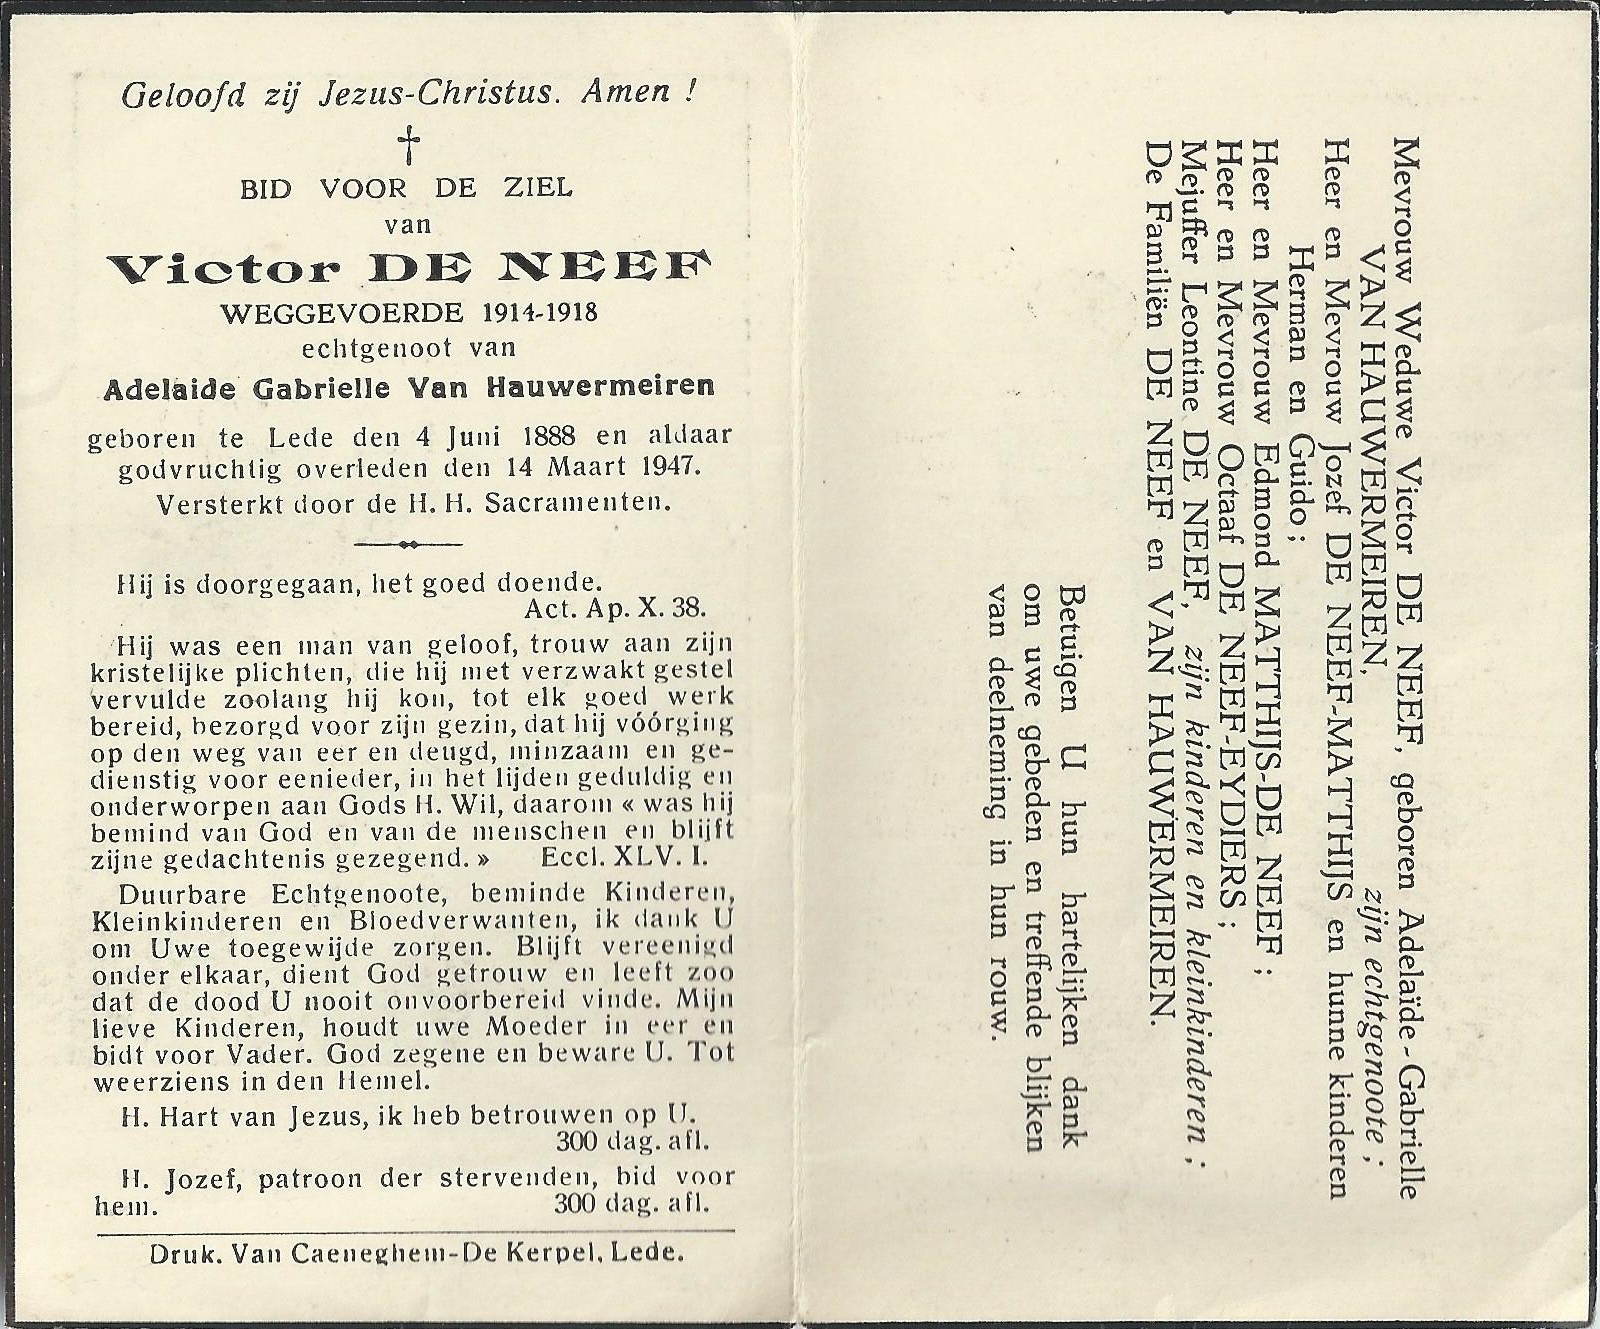 Geloofd zij Jezus-Christus. Amen !
BID VOOR DE ZIEL
van
Victor DE NEEF
WEGGEVOERDE 1914-1918
echtgenoot van
Adelaide Gabrielle Van Hauwermeiren
geboren te Lede den 4 Juni 1888 en aldaar
godvruchtig overleden den 14 Maart 1947.
Versterkt door de H. H. Sacramenten.
Hij is doorgegaan, het goed doende.
Act. Ap. X. 38.
Hij was een man van geloof, trouw aan zijn
kristelijke plichten, die hij met verzwakt gestel
vervulde zoolang hij kon, tot elk goed werk
bereid, bezorgd voor zijn gezin, dat hij vóórging
op den weg van eer en deugd, minzaam en ge-
dienstig voor eenieder, in het lijden geduldig en
onderworpen aan Gods H. Wil, daarom « was hij
bemind van God en van de menschen en blijft
zijne gedachtenis gezegend. » Eccl. XLV. I.
Duurbare Echtgenoote, beminde Kinderen,
Kleinkinderen en Bloedverwanten, ik dank U
om Uwe toegewijde zorgen. Blijft vereenigd
onder elkaar, dient God getrouw en leeft zoo
dat de dood U nooit onvoorbereid vinde. Mijn
lieve Kinderen, houdt uwe Moeder in eer en
bidt voor Vader. God zegene en beware U. Tot
weerziens in den Hemel.
H. Hart van Jezus, ik heb betrouwen op U.
300 dag. afl.
H. Jozef, patroon der stervenden, bid voor
hem. 300 dag. afl.
Druk. Van Caeneghem-De Kerpel, Lede.
Mevrouw Weduwe Victor DE NEEF, geboren Adelaïde-Gabrielle
VAN HAUWERMEIREN, zijn echtgenoote ;
Heer en Mevrouw Jozef DE NEEF-MATTHIJS en hunne kinderen
Herman en Guido ;
Heer en Mevrouw Edmond MATTHIJS-DE NEEF ;
Heer en Mevrouw Octaaf DE NEEF-EYDIERS ;
Mejuffer Leontine DE NEEF, zijn kinderen en kleinkinderen ;
De Familiën DE NEEF en VAN HAUWERMEIREN.
Betuigen U hun hartelijken dank
om uwe gebeden en treffende blijken
van deelneming in hun rouw.